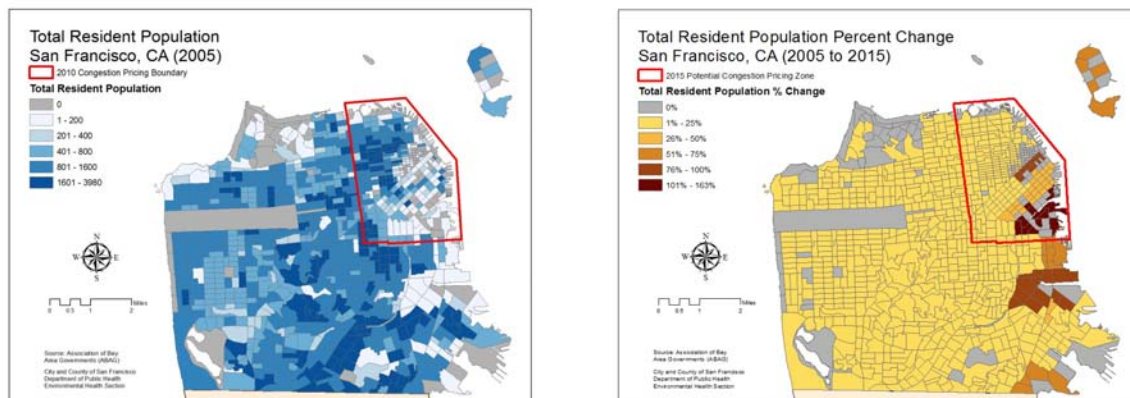 Total Resident Population
San Francisco, CA (2005)
2010 Congestion Pricing Boundary
Total Resident Population
0
1 - 200
201 - 400
401 - 800
801 - 1600
1601 - 3980
N
W E
S
0 0.5 1 2
Miles
Source: Association of Bay
Area Governments (ABAG)
City and County of San Francisco
Department of Public Health
Environmental Health Section
Total Resident Population Percent Change
San Francisco, CA (2005 to 2015)
2015 Potential Congestion Pricing Zone
Total Resident Population % Change
0%
1% - 25%
26% - 50%
51% - 75%
76% - 100%
101% - 163%
N
W E
S
0 0.5 1 2
Miles
Source: Association of Bay
Area Governments (ABAG)
City and County of San Francisco
Department of Public Health
Environmental Health Section